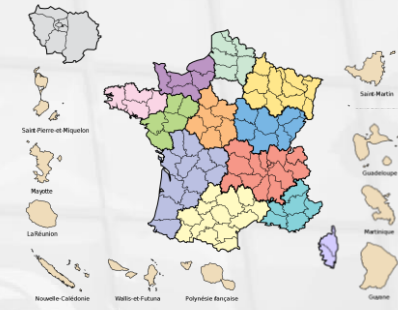 Saint-Martin
Saint-Pierre-et-Miquelon
Guadeloupe
Mayotte
La Réunion
Martinique
Nouvelle-Calédonie
Wallis-et-Futuna
Polynésie française
Guyane